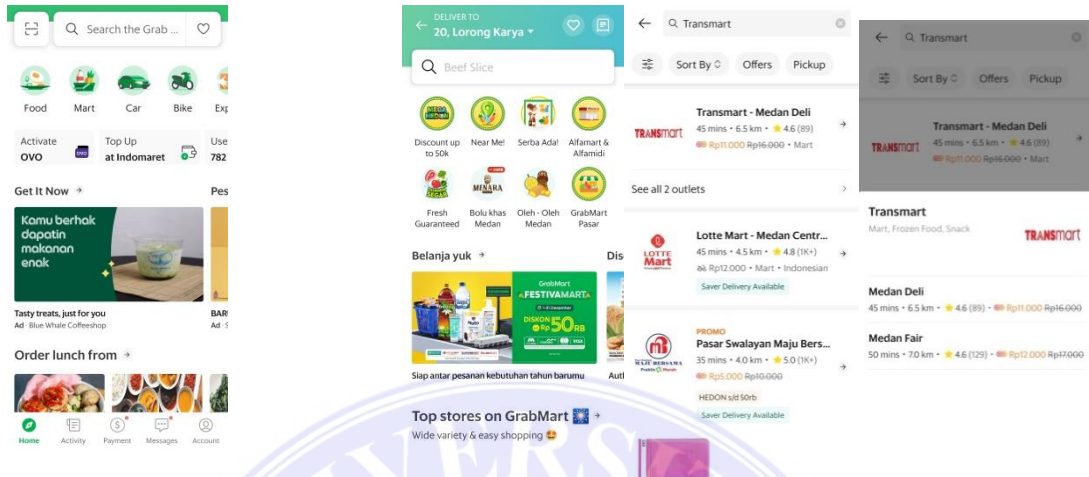 Search the Grab ...
Food
Mart
Car
Bike
Exp
Activate
OVO
Top Up
at Indomaret
Use
782
Get It Now
Pes
Kamu berhak
dapatin
makanan
enak
Tasty treats, just for you
Ad · Blue Whale Coffeeshop
BAR
Ad · S
Order lunch from
Home
Activity
Payment
Messages
Account
DELIVER TO
20, Lorong Karya
Beef Slice
MEGA
HEDON
Discount up
to 50k
Near Me!
Serba Ada!
Alfamart &
Alfamidi
SEGAR
MENARA
Fresh
Guaranteed
Bolu khas
Medan
Oleh - Oleh
Medan
GrabMart
Pasar
Belanja yuk
Dis
GrabMart
FESTIVAMART
DISKON
Rp50RB
VISA
Siap antar pesanan kebutuhan tahun barumu
Auth
Top stores on GrabMart
Wide variety & easy shopping
Transmart
Sort By
Offers
Pickup
TRANSmart
Transmart - Medan Deli
45 mins • 6.5 km • 4.6 (89)
Rp11.000 Rp16.000 • Mart
See all 2 outlets
LOTTE
Mart
Lotte Mart - Medan Centr...
45 mins • 4.5 km • 4.8 (1K+)
Rp12.000 • Mart • Indonesian
Saver Delivery Available
MAJU BERSAMA
PROMO
Pasar Swalayan Maju Bers...
35 mins • 4.0 km • 5.0 (1K+)
Rp5.000 Rp10.000
HEDON s/d 50rb
Saver Delivery Available
Transmart
Sort By
Offers
Pickup
TRANSmart
Transmart - Medan Deli
45 mins • 6.5 km • 4.6 (89)
Rp11.000 Rp16.000 • Mart
Transmart
Mart, Frozen Food, Snack
TRANSmart
Medan Deli
45 mins • 6.5 km • 4.6 (89) • Rp11.000 Rp16.000
Medan Fair
50 mins • 7.0 km • 4.6 (129) • Rp12.000 Rp17.000
VERS